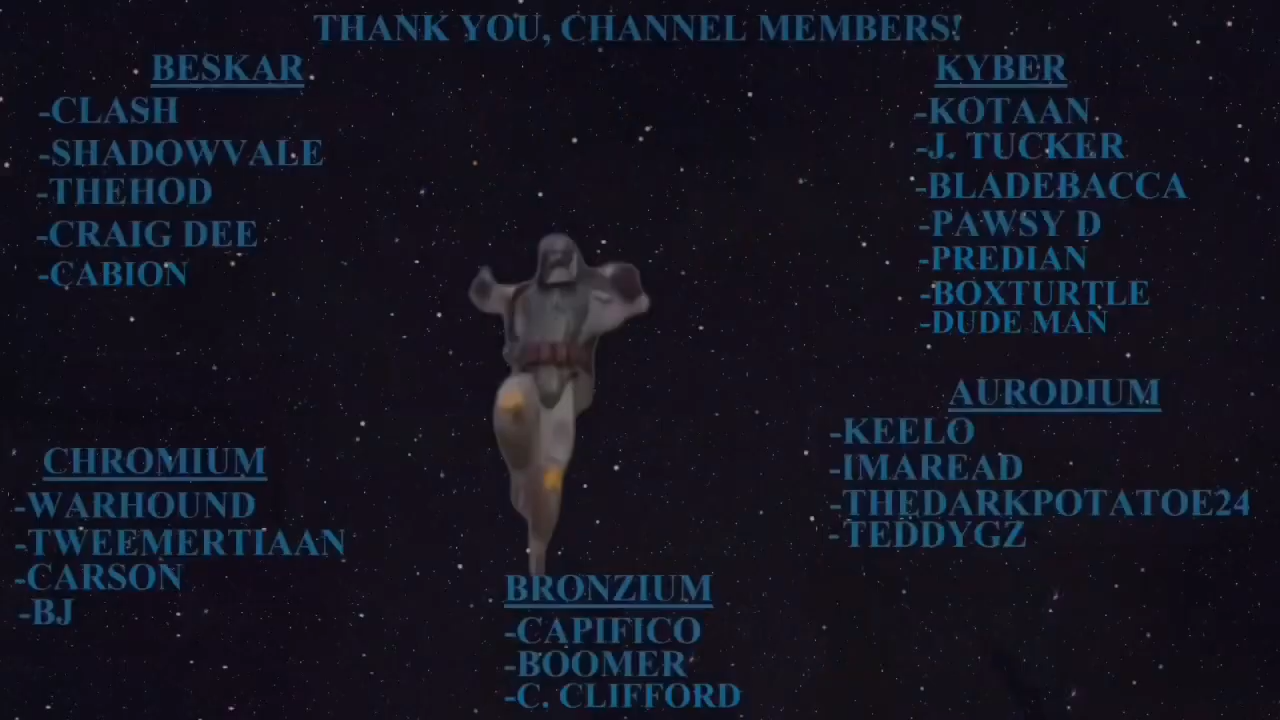 THANK YOU, CHANNEL MEMBERS!
BESKAR
-CLASH
-SHADOWVALE
-THEHOD
-CRAIG DEE
-CABION
KYBER
-KOTAAN
-J. TUCKER
-BLADEBACCA
-PAWSY D
-PREDIAN
-BOXTURTLE
-DUDE MAN
AURODIUM
-KEELO
-IMAREAD
-THEDARKPOTATOE24
-TEDDYGZ
CHROMIUM
-WARHOUND
-TWEEMERTIAAN
-CARSON
-BJ
BRONZIUM
-CAPIFICO
-BOOMER
-C. CLIFFORD